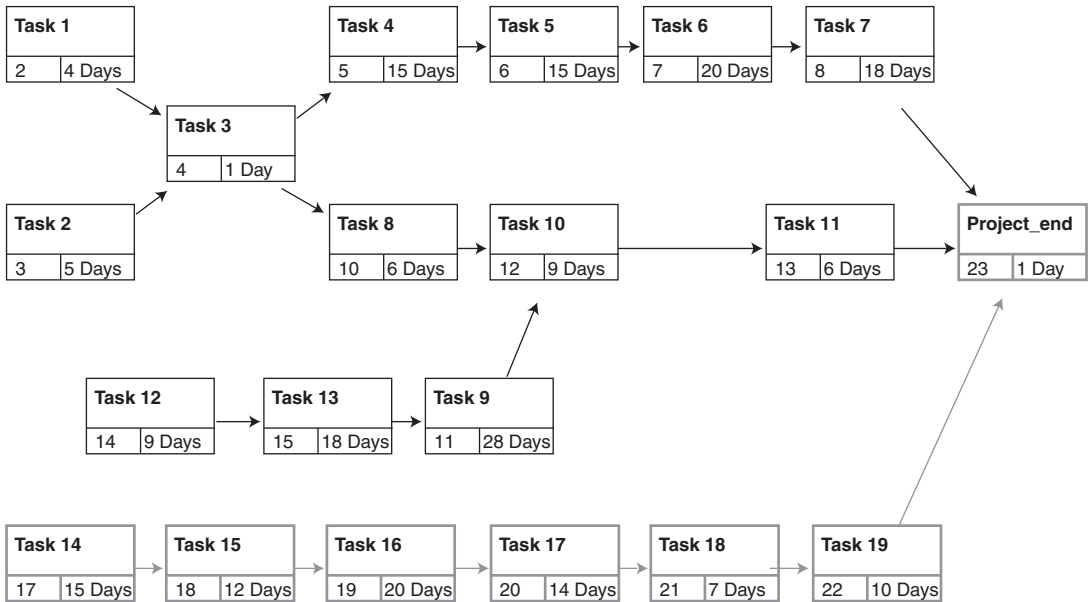 Task 1
2 4 Days
Task 4
5 15 Days
Task 5
6 15 Days
Task 6
7 20 Days
Task 7
8 18 Days
Task 3
4 1 Day
Task 2
3 5 Days
Task 8
10 6 Days
Task 10
12 9 Days
Task 11
13 6 Days
Project_end
23 1 Day
Task 12
14 9 Days
Task 13
15 18 Days
Task 9
11 28 Days
Task 14
17 15 Days
Task 15
18 12 Days
Task 16
19 20 Days
Task 17
20 14 Days
Task 18
21 7 Days
Task 19
22 10 Days